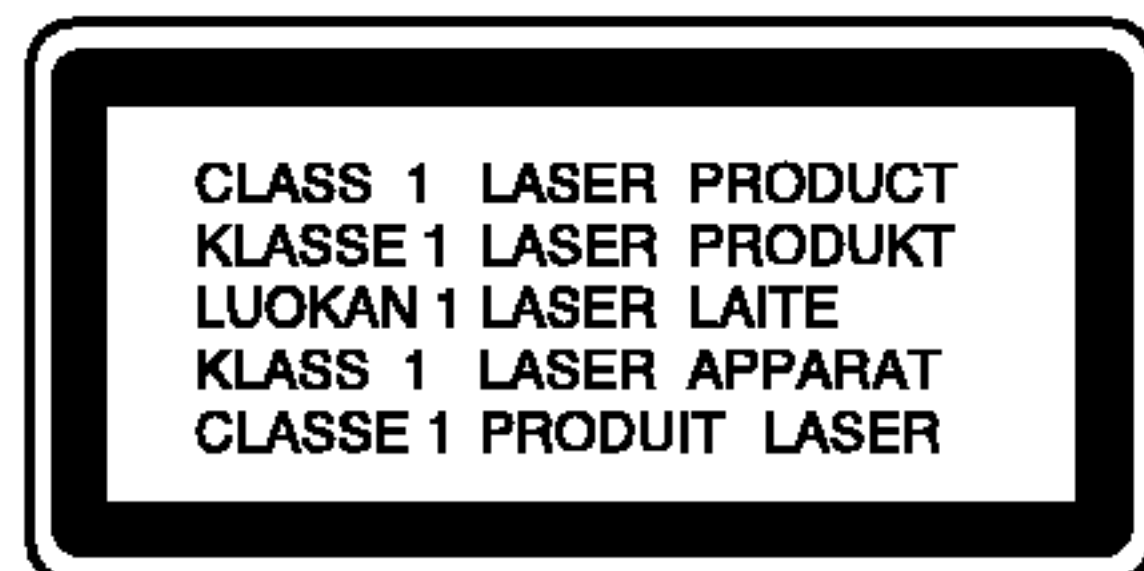 CLASS 1 LASER PRODUCT
KLASSE 1 LASER PRODUKT
LUOKAN 1 LASER LAITE
KLASS 1 LASER APPARAT
CLASSE 1 PRODUIT LASER